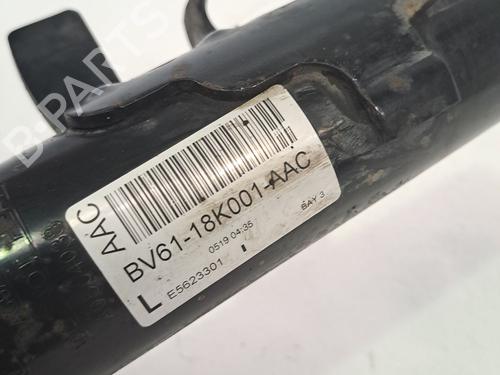 B-PARTS
AAC
BV61-18K001-AAC
0519 04:35
BAY 3
L
E5623301